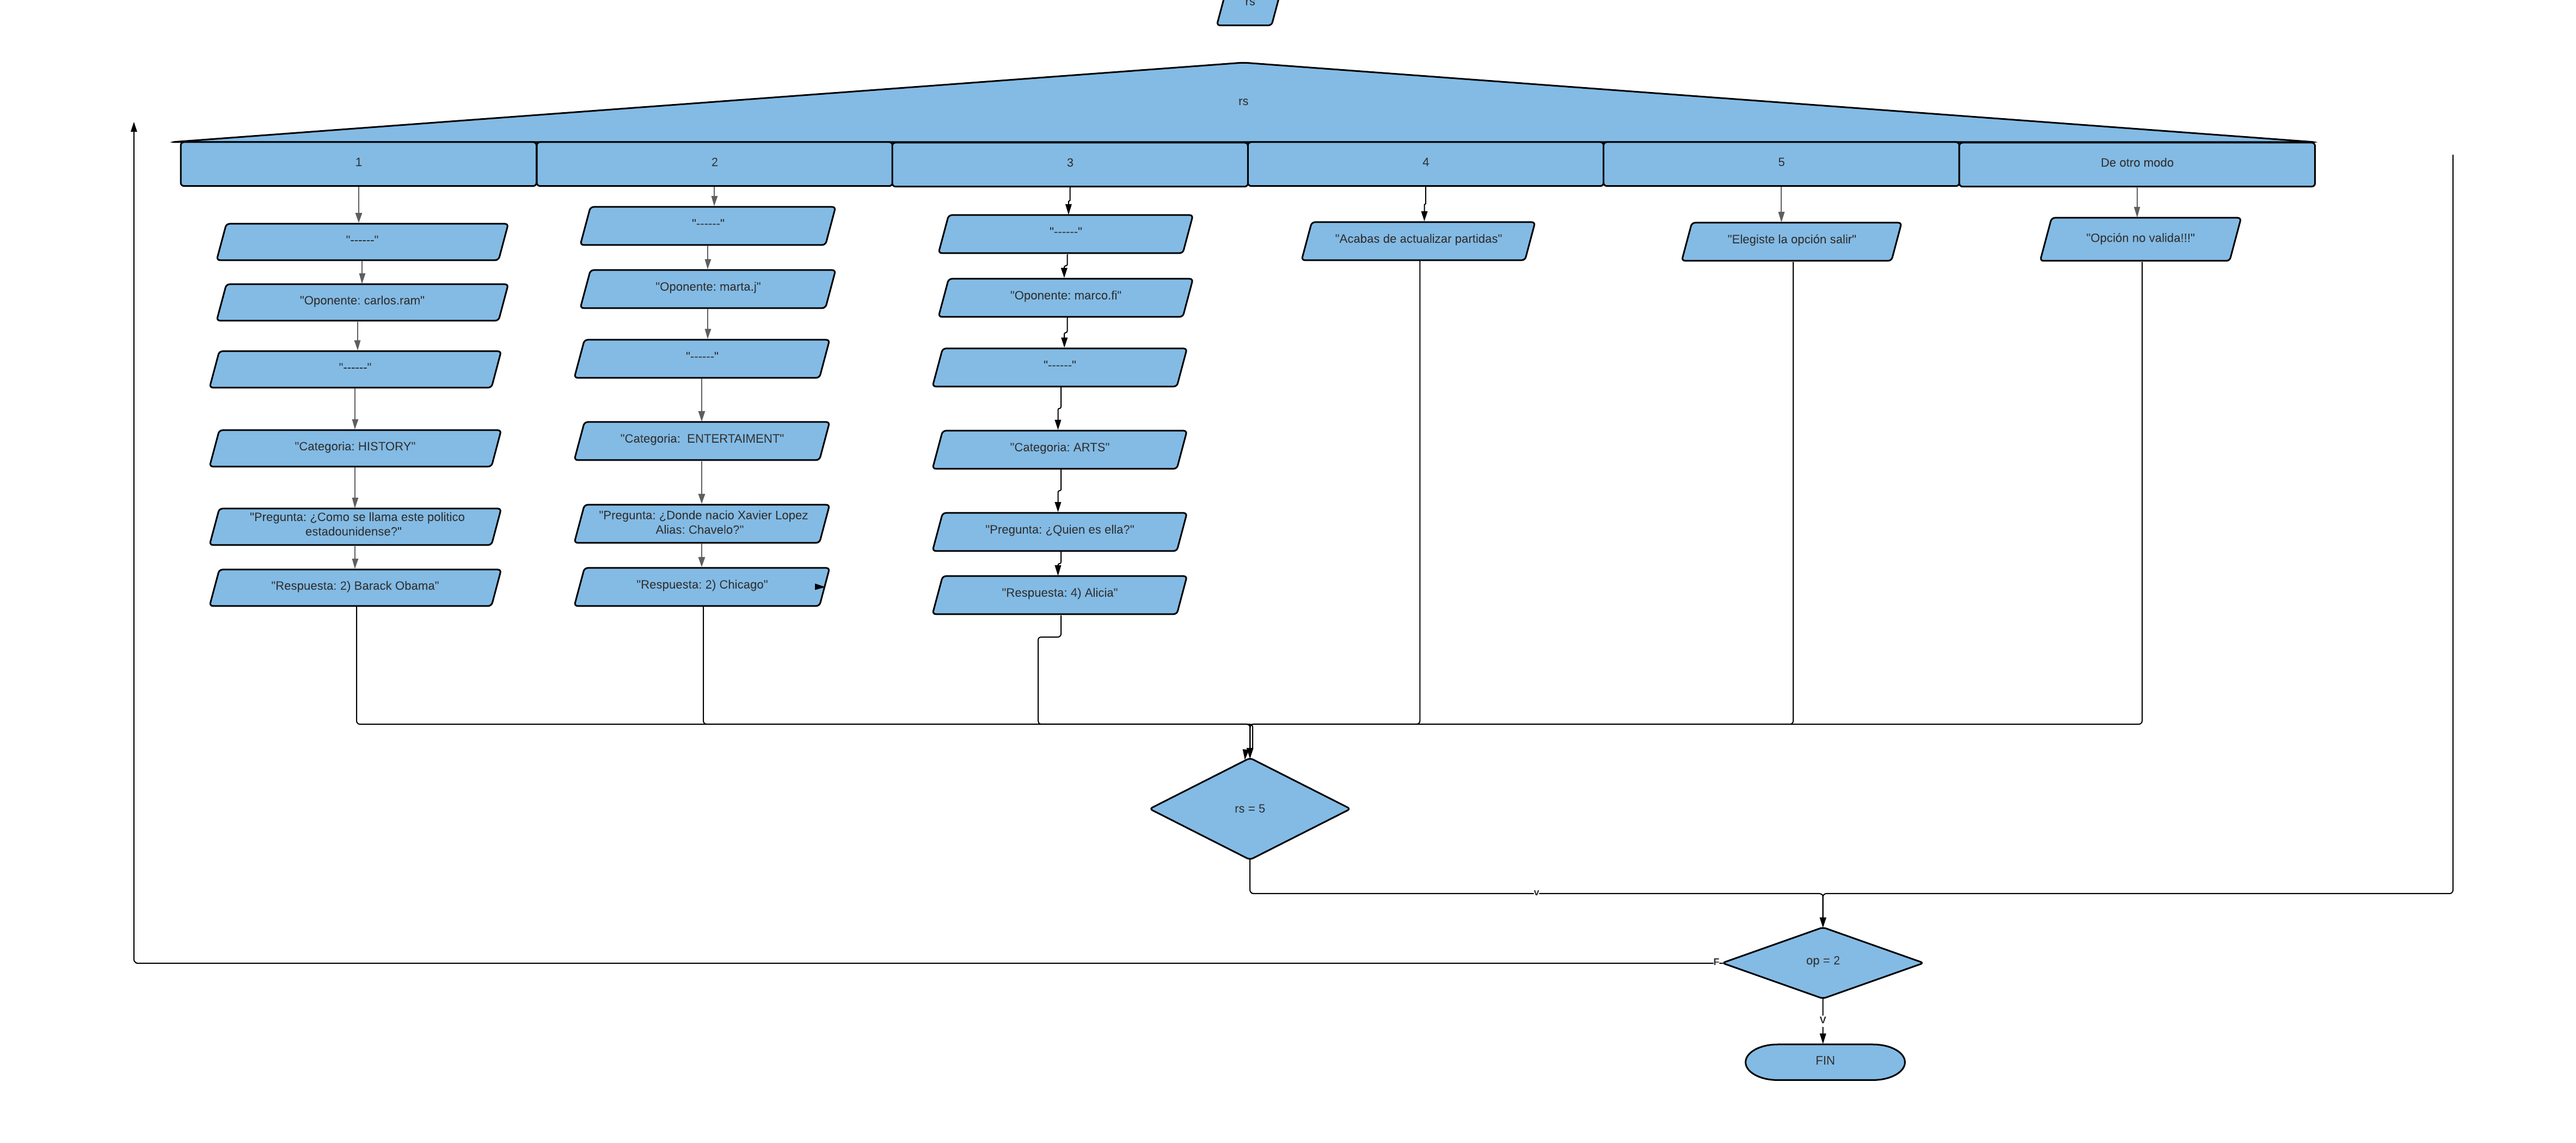 rs
rs
1
2
3
4
5
De otro modo
"------"
"Oponente: carlos.ram"
"------"
"Categoria: HISTORY"
"Pregunta: ¿Como se llama este politico
estadounidense?"
"Respuesta: 2) Barack Obama"
"------"
"Oponente: marta.j"
"------"
"Categoria:  ENTERTAIMENT"
"Pregunta: ¿Donde nacio Xavier Lopez
Alias: Chavelo?"
"Respuesta: 2) Chicago"
"------"
"Oponente: marco.fi"
"------"
"Categoria: ARTS"
"Pregunta: ¿Quien es ella?"
"Respuesta: 4) Alicia"
"Acabas de actualizar partidas"
"Elegiste la opción salir"
"Opción no valida!!!"
rs = 5
V
F
op = 2
V
FIN